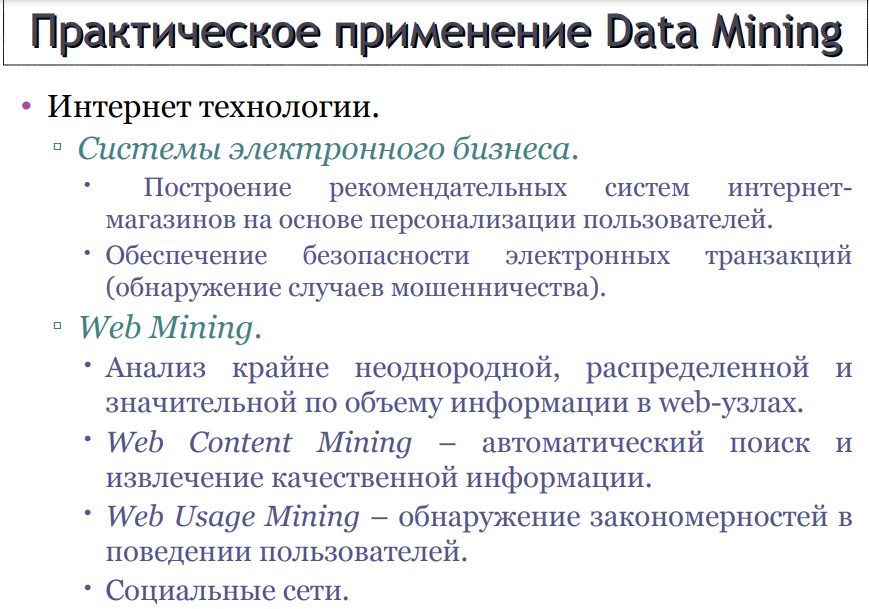 Практическое применение Data Mining
• Интернет технологии.
▫ Системы электронного бизнеса.
• Построение рекомендательных систем интернет-
магазинов на основе персонализации пользователей.
• Обеспечение безопасности электронных транзакций
(обнаружение случаев мошенничества).
▫ Web Mining.
• Анализ крайне неоднородной, распределенной и
значительной по объему информации в web-узлах.
• Web Content Mining – автоматический поиск и
извлечение качественной информации.
• Web Usage Mining – обнаружение закономерностей в
поведении пользователей.
• Социальные сети.